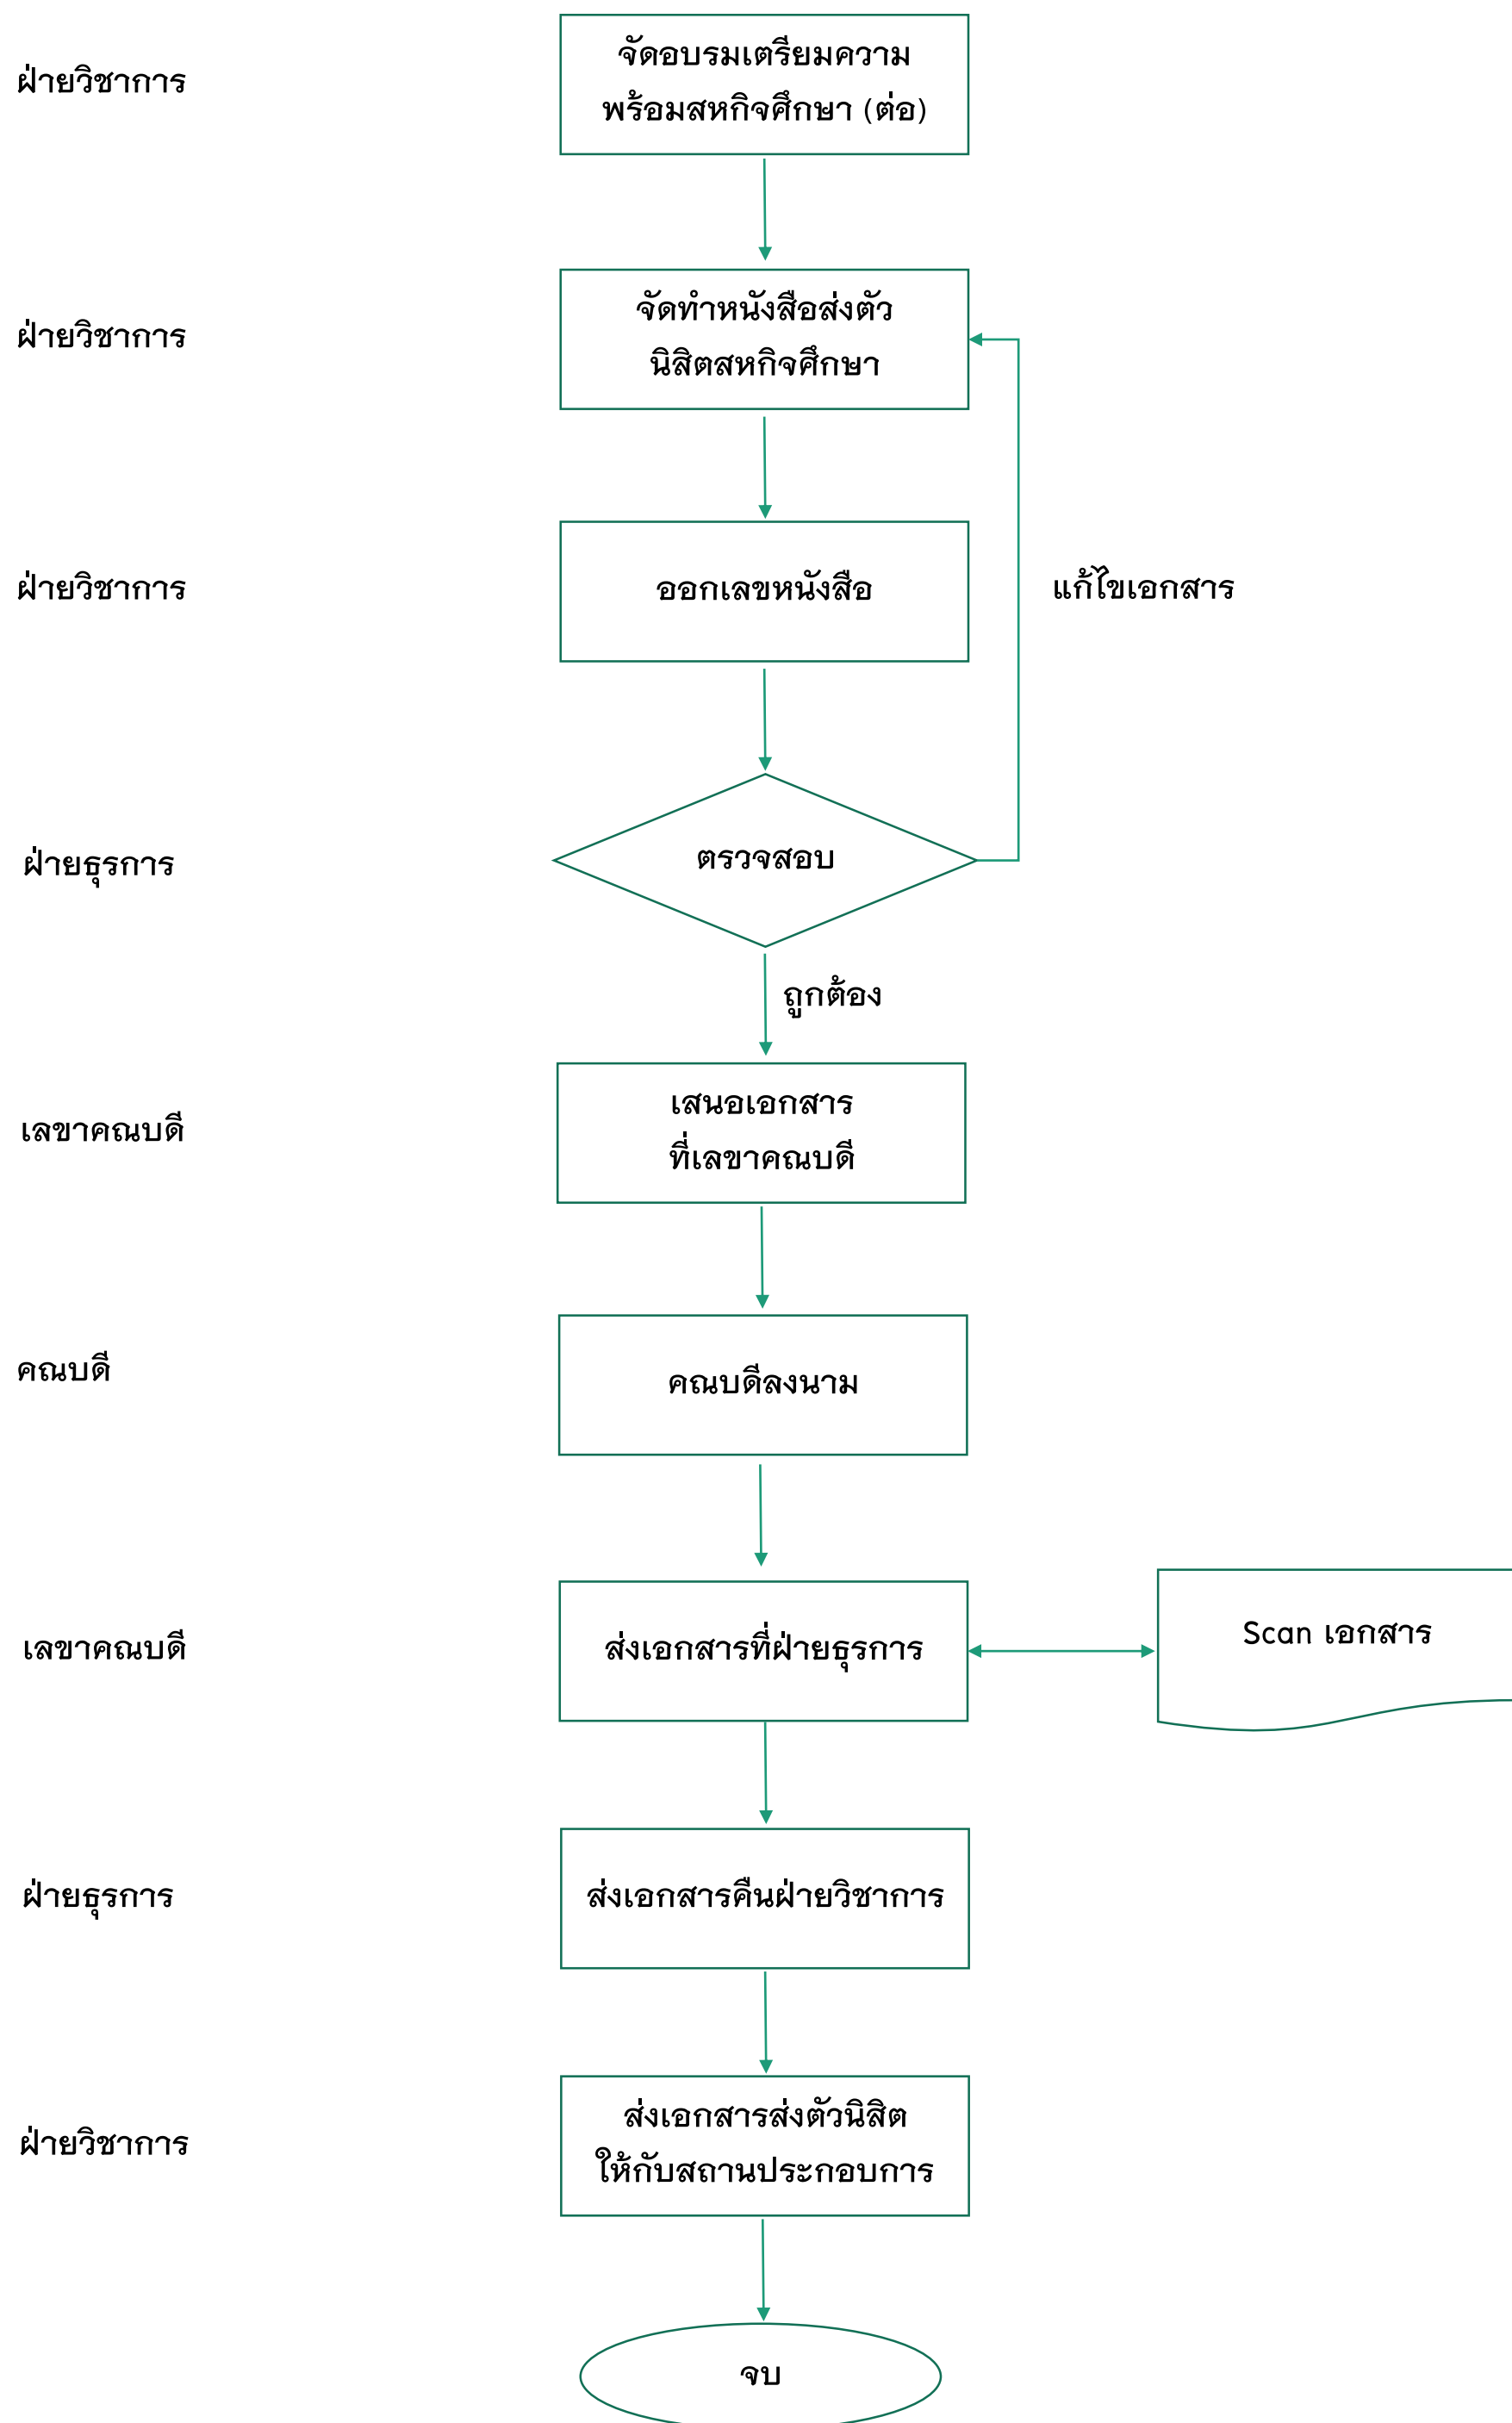 ฝ่ายวิชาการ
จัดอบรมเตรียมความ
พร้อมสหกิจศึกษา (ต่อ)
ฝ่ายวิชาการ
จัดทำหนังสือส่งตัว
นิสิตสหกิจศึกษา
ฝ่ายวิชาการ
ออกเลขหนังสือ
แก้ไขเอกสาร
ฝ่ายธุรการ
ตรวจสอบ
ถูกต้อง
เลขาคณบดี
เสนอเอกสาร
ที่เลขาคณบดี
คณบดี
คณบดีลงนาม
เลขาคณบดี
ส่งเอกสารที่ฝ่ายธุรการ
Scan เอกสาร
ฝ่ายธุรการ
ส่งเอกสารคืนฝ่ายวิชาการ
ฝ่ายวิชาการ
ส่งเอกสารส่งตัวนิสิต
ให้กับสถานประกอบการ
จบ